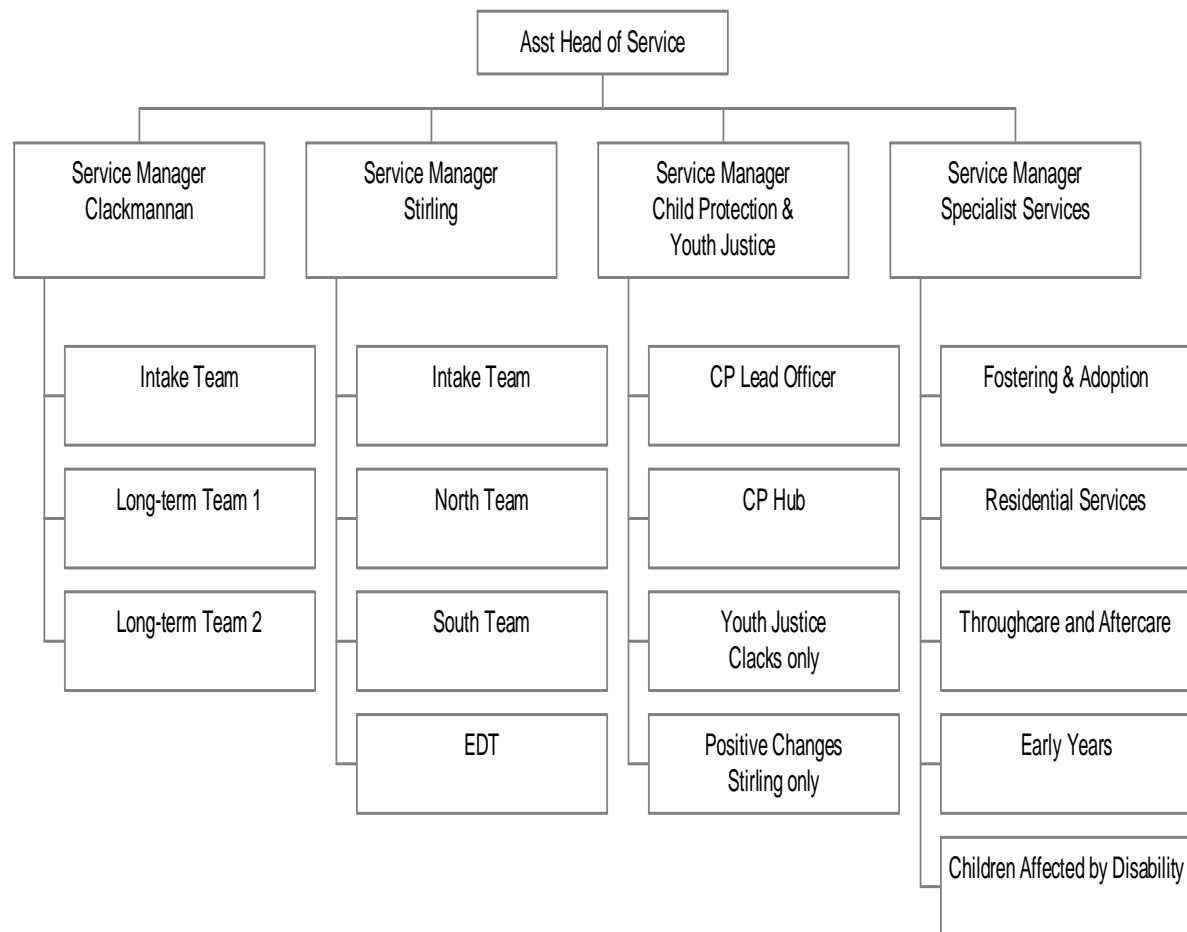 Asst Head of Service
Service Manager
Clackmannan
Service Manager
Stirling
Service Manager
Child Protection &
Youth Justice
Service Manager
Specialist Services
Intake Team
Long-term Team 1
Long-term Team 2
Intake Team
North Team
South Team
EDT
CP Lead Officer
CP Hub
Youth Justice
Clacks only
Positive Changes
Stirling only
Fostering & Adoption
Residential Services
Throughcare and Aftercare
Early Years
Children Affected by Disability